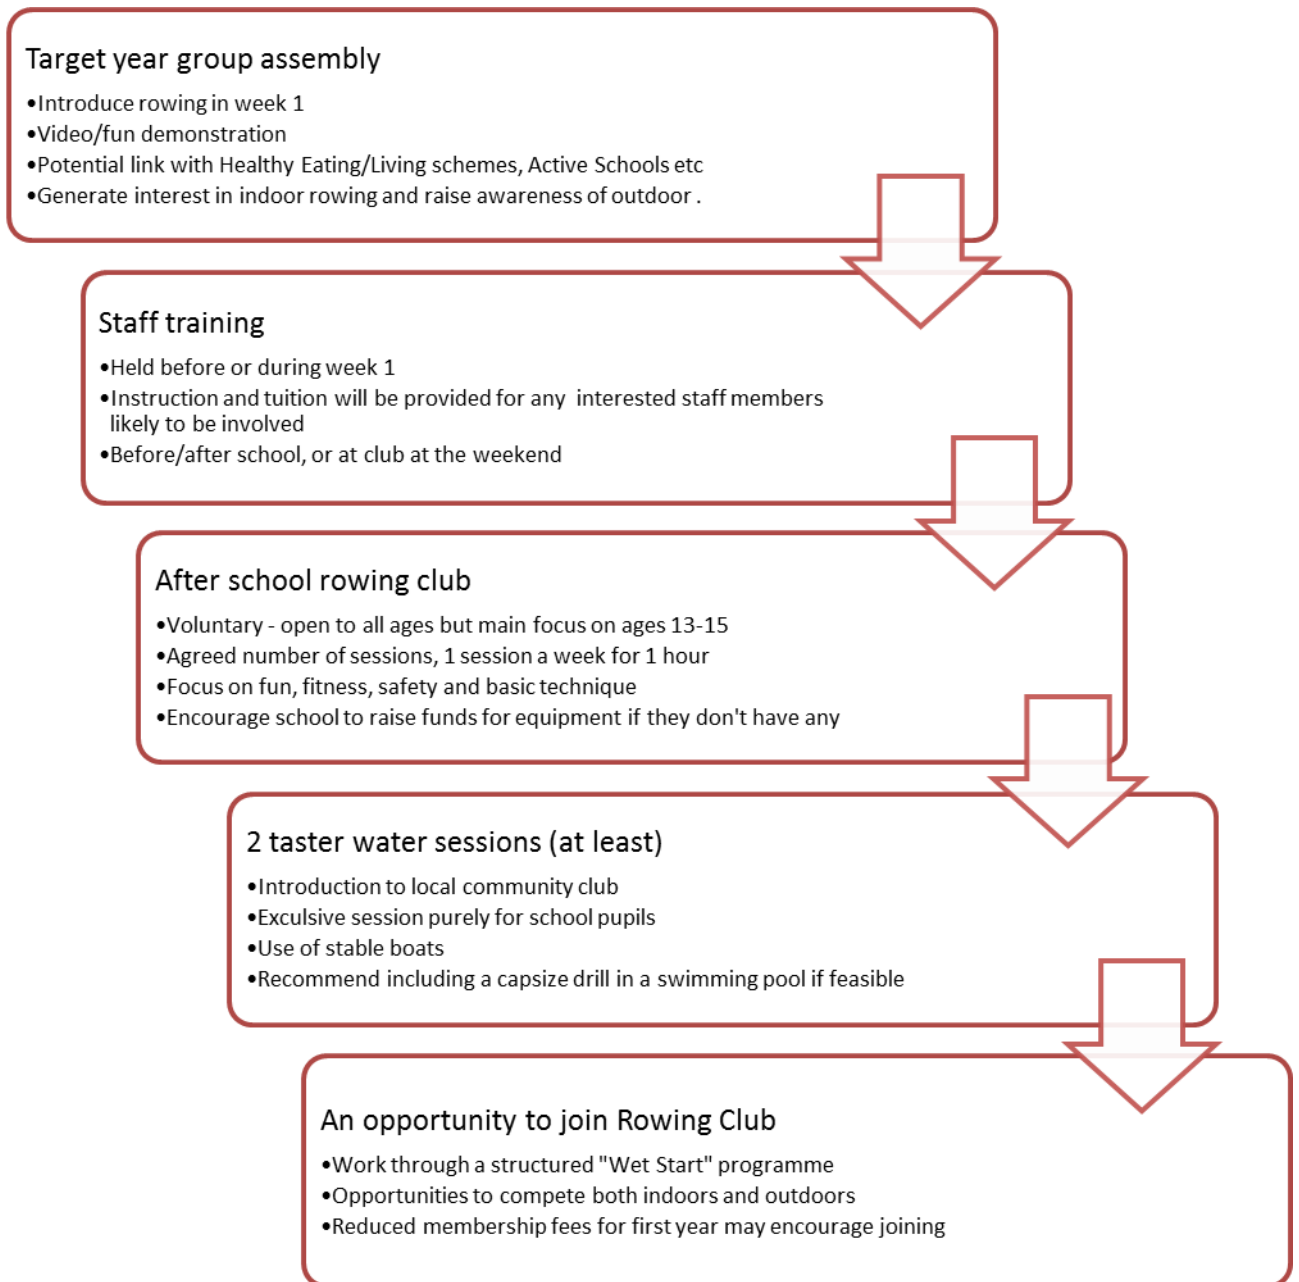 Target year group assembly
•Introduce rowing in week 1
•Video/fun demonstration
•Potential link with Healthy Eating/Living schemes, Active Schools etc
•Generate interest in indoor rowing and raise awareness of outdoor .
Staff training
•Held before or during week 1
•Instruction and tuition will be provided for any  interested staff members
likely to be involved
•Before/after school, or at club at the weekend
After school rowing club
•Voluntary - open to all ages but main focus on ages 13-15
•Agreed number of sessions, 1 session a week for 1 hour
•Focus on fun, fitness, safety and basic technique
•Encourage school to raise funds for equipment if they don't have any
2 taster water sessions (at least)
•Introduction to local community club
•Exculsive session purely for school pupils
•Use of stable boats
•Recommend including a capsize drill in a swimming pool if feasible
An opportunity to join Rowing Club
•Work through a structured "Wet Start" programme
•Opportunities to compete both indoors and outdoors
•Reduced membership fees for first year may encourage joining